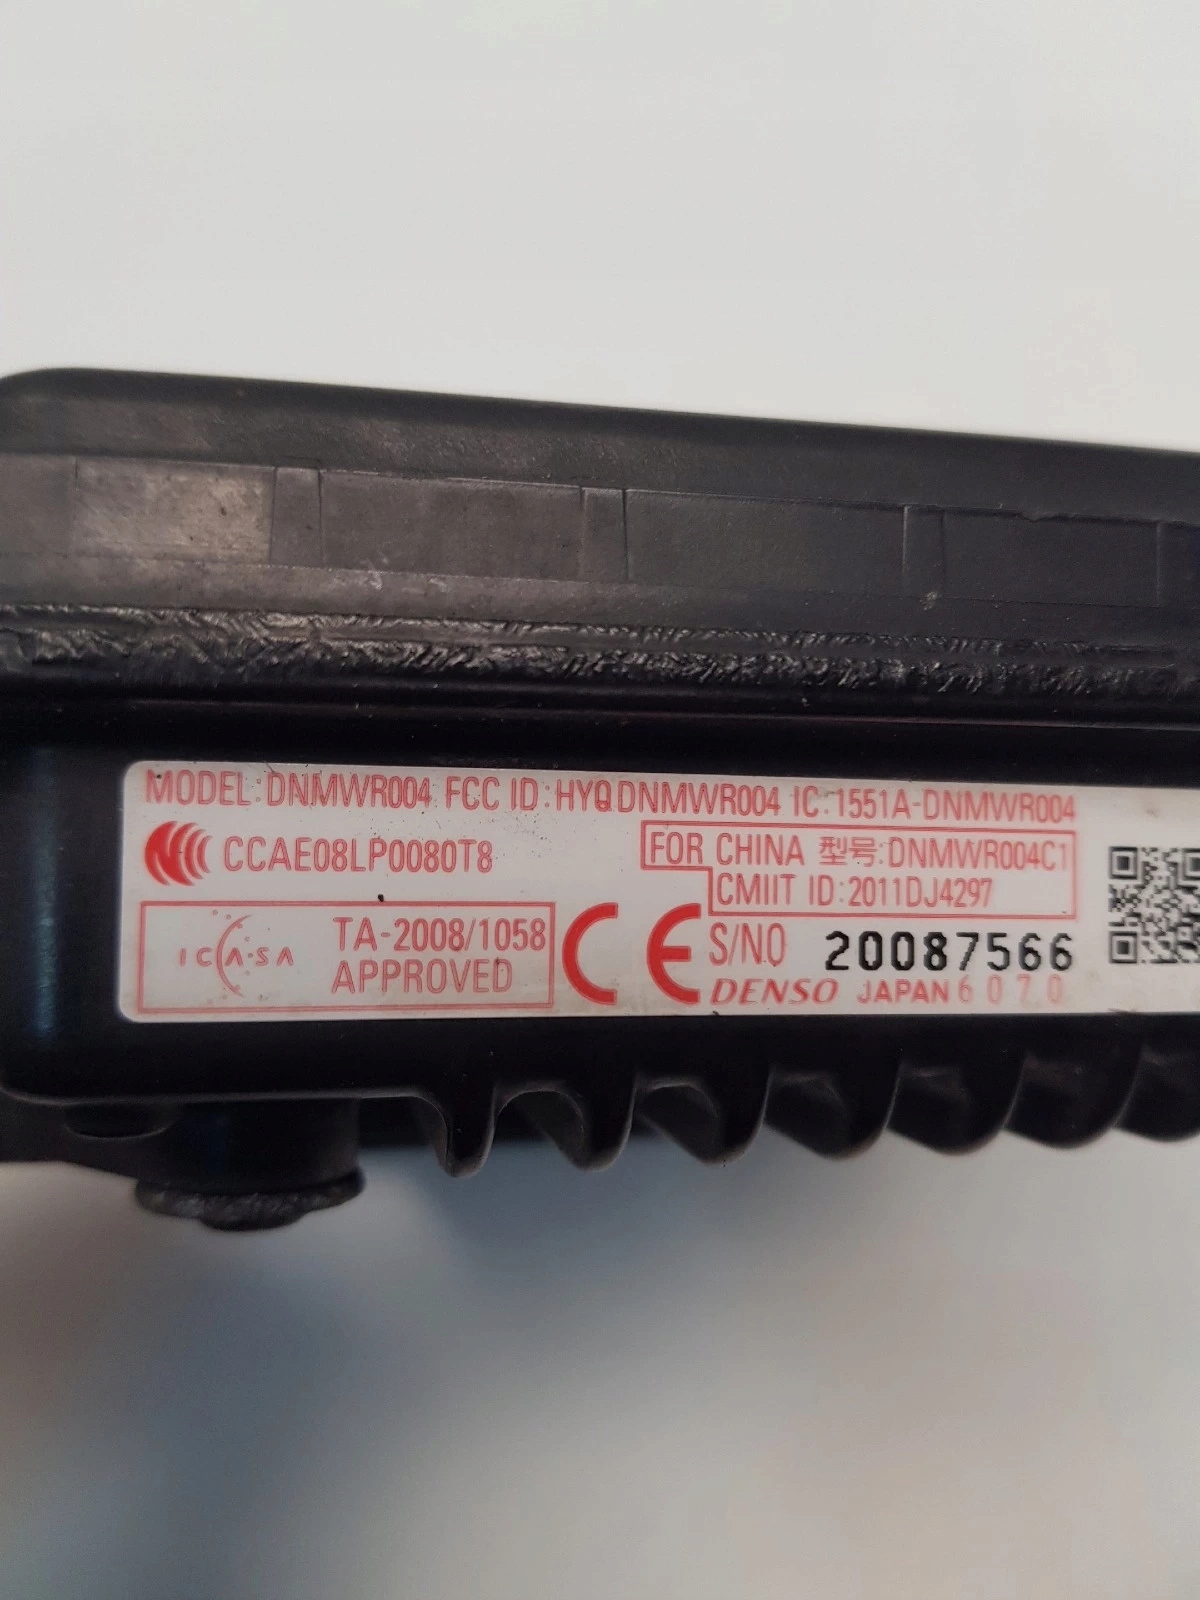 MODEL:DNMWR004 FCC ID:HYQDNMWR004 IC:1551A-DNMWR004
CCAE08LP0080T8
FOR CHINA 型号:DNMWR004C1
CMIIT ID:2011DJ4297
ICASA
TA-2008/1058
APPROVED
CE
S/NO 20087566
DENSO JAPAN 6070